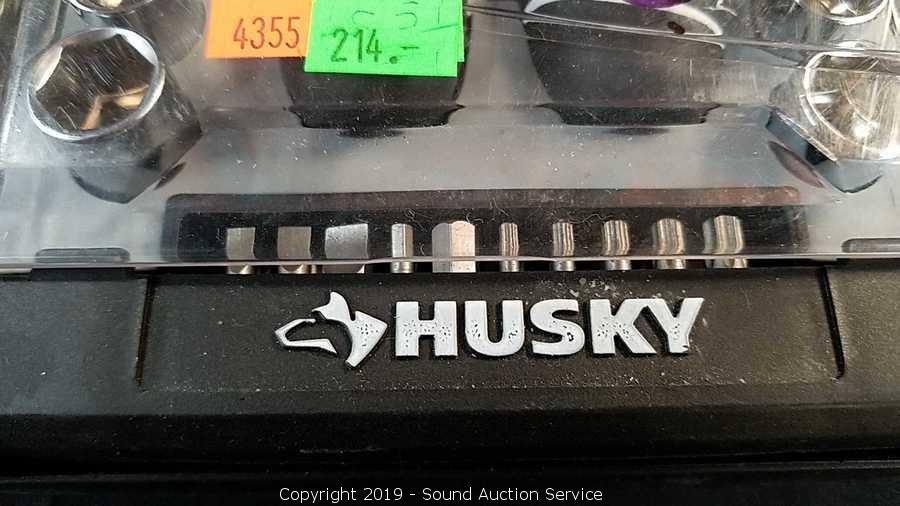 4355
214.-
HUSKY
Copyright 2019 - Sound Auction Service